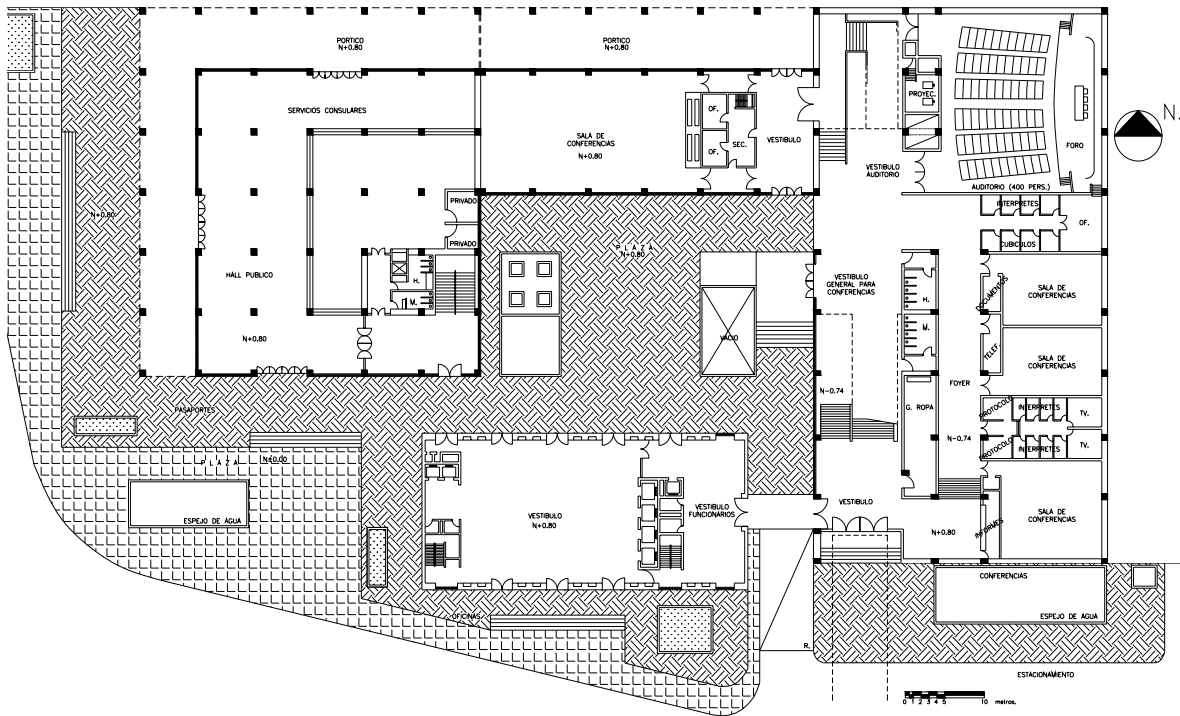 PORTICO
N+0.80
PORTICO
N+0.80
N.
SERVICIOS CONSULARES
SALA DE
CONFERENCIAS
N+0.80
OF.
OF.
SEC.
VESTIBULO
PROYEC.
FORO
VESTIBULO
AUDITORIO
AUDITORIO (400 PERS.)
INTERPRETES
OF.
CUBICULOS
N+0.80
PRIVADO
PRIVADO
PLAZA
N+0.80
HALL PUBLICO
H.
M.
N+0.80
VACIO
VESTIBULO
GENERAL PARA
CONFERENCIAS
H.
M.
DOCUMENTOS
SALA DE
CONFERENCIAS
TELEF.
SALA DE
CONFERENCIAS
FOYER
N-0.74
N-0.74
G. ROPA
PROTOCOLO
INTERPRETES
TV.
PROTOCOLO
INTERPRETES
TV.
PASAPORTES
PLAZA
N±0.00
ESPEJO DE AGUA
VESTIBULO
N+0.80
VESTIBULO
FUNCIONARIOS
VESTIBULO
N+0.80
INFORMES
SALA DE
CONFERENCIAS
CONFERENCIAS
ESPEJO DE AGUA
OFICINAS
R.
ESTACIONAMIENTO
0 1 2 3 4 5 10 metros.